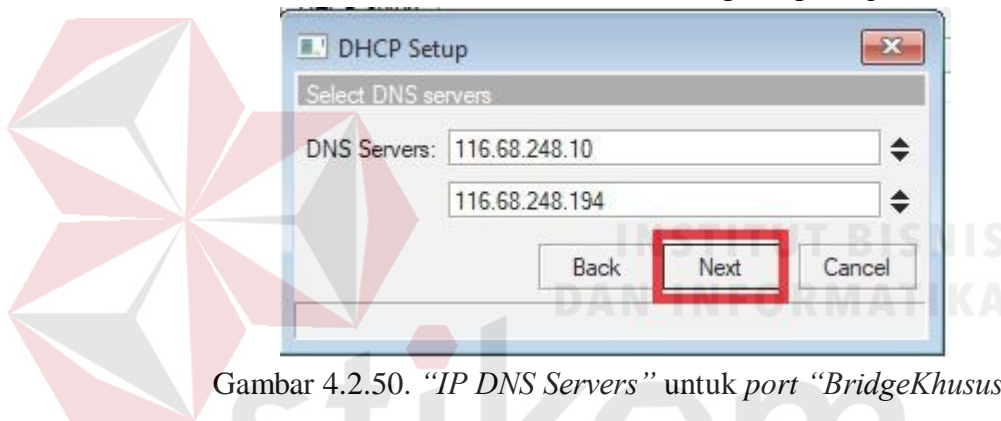 DHCP Setup
Select DNS servers
DNS Servers: 116.68.248.10
116.68.248.194
INSTITUT BISNIS
Back Next Cancel
DAN INFORMATIKA
Gambar 4.2.50. “IP DNS Servers” untuk port “BridgeKhusus
stikom